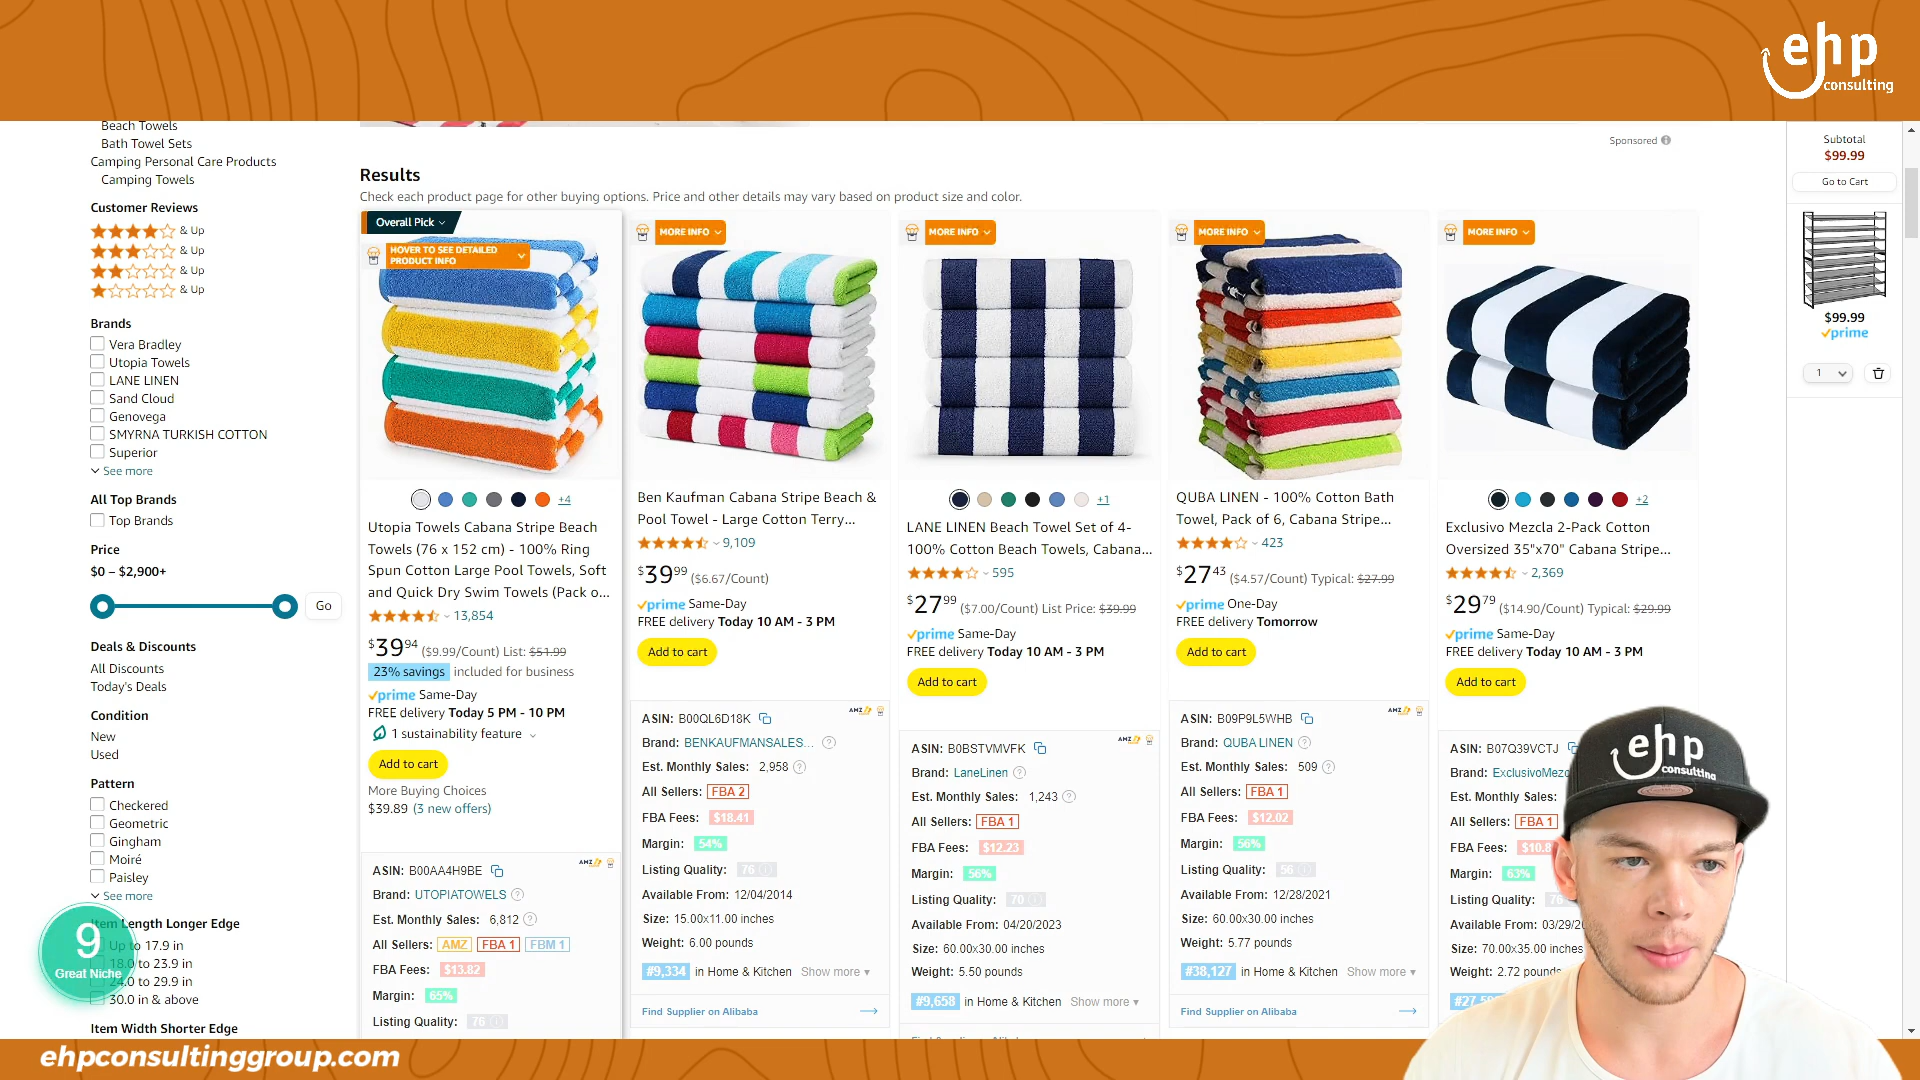 ehp
consulting
Beach Towels
Bath Towel Sets
Camping Personal Care Products
Camping Towels
Customer Reviews
& Up
& Up
& Up
& Up
Brands
Vera Bradley
Utopia Towels
LANE LINEN
Sand Cloud
Genovega
SMYRNA TURKISH COTTON
Superior
See more
All Top Brands
Top Brands
Price
$0 – $2,900+
Go
Deals & Discounts
All Discounts
Today's Deals
Condition
New
Used
Pattern
Checkered
Geometric
Gingham
Moiré
Paisley
See more
Item Length Longer Edge
Up to 17.9 in
18.0 to 23.9 in
24.0 to 29.9 in
30.0 in & above
Item Width Shorter Edge
9
Great Niche
Sponsored
Results
Check each product page for other buying options. Price and other details may vary based on product size and color.
Overall Pick
HOVER TO SEE DETAILED
PRODUCT INFO
+4
Utopia Towels Cabana Stripe Beach
Towels (76 x 152 cm) - 100% Ring
Spun Cotton Large Pool Towels, Soft
and Quick Dry Swim Towels (Pack o...
13,854
$39.94 ($9.99/Count) List: $51.99
23% savings included for business
prime Same-Day
FREE delivery Today 5 PM - 10 PM
1 sustainability feature
Add to cart
More Buying Choices
$39.89 (3 new offers)
AMZ
ASIN: B00AA4H9BE
Brand: UTOPIATOWELS
Est. Monthly Sales: 6,812
All Sellers: AMZ FBA 1 FBM 1
FBA Fees: $13.82
Margin: 65%
Listing Quality: 76
MORE INFO
Ben Kaufman Cabana Stripe Beach &
Pool Towel - Large Cotton Terry...
9,109
$39.99 ($6.67/Count)
prime Same-Day
FREE delivery Today 10 AM - 3 PM
Add to cart
AMZ
ASIN: B00QL6D18K
Brand: BENKAUFMANSALES...
Est. Monthly Sales: 2,958
All Sellers: FBA 2
FBA Fees: $18.41
Margin: 54%
Listing Quality: 76
Available From: 12/04/2014
Size: 15.00x11.00 inches
Weight: 6.00 pounds
#9,334 in Home & Kitchen Show more
Find Supplier on Alibaba
MORE INFO
+1
LANE LINEN Beach Towel Set of 4-
100% Cotton Beach Towels, Cabana...
595
$27.99 ($7.00/Count) List Price: $39.99
prime Same-Day
FREE delivery Today 10 AM - 3 PM
Add to cart
AMZ
ASIN: B0BSTVMVFK
Brand: LaneLinen
Est. Monthly Sales: 1,243
All Sellers: FBA 1
FBA Fees: $12.23
Margin: 56%
Listing Quality: 70
Available From: 04/20/2023
Size: 60.00x30.00 inches
Weight: 5.50 pounds
#9,658 in Home & Kitchen Show more
MORE INFO
QUBA LINEN - 100% Cotton Bath
Towel, Pack of 6, Cabana Stripe...
423
$27.43 ($4.57/Count) Typical: $27.99
prime One-Day
FREE delivery Tomorrow
Add to cart
AMZ
ASIN: B09P9L5WHB
Brand: QUBA LINEN
Est. Monthly Sales: 509
All Sellers: FBA 1
FBA Fees: $12.02
Margin: 56%
Listing Quality: 56
Available From: 12/28/2021
Size: 60.00x30.00 inches
Weight: 5.77 pounds
#38,127 in Home & Kitchen Show more
Find Supplier on Alibaba
MORE INFO
+2
Exclusivo Mezcla 2-Pack Cotton
Oversized 35"x70" Cabana Stripe...
2,369
$29.79 ($14.90/Count) Typical: $29.99
prime Same-Day
FREE delivery Today 10 AM - 3 PM
Add to cart
ASIN: B07Q39VCTJ
Brand: ExclusivoMezc
Est. Monthly Sales:
All Sellers: FBA 1
FBA Fees: $10.8
Margin: 63%
Listing Quality:
Available From: 03/29/2
Size: 70.00x35.00 inches
Weight: 2.72 pounds
Subtotal
$99.99
Go to Cart
$99.99
prime
1
ehp
consulting
ehpconsultinggroup.com